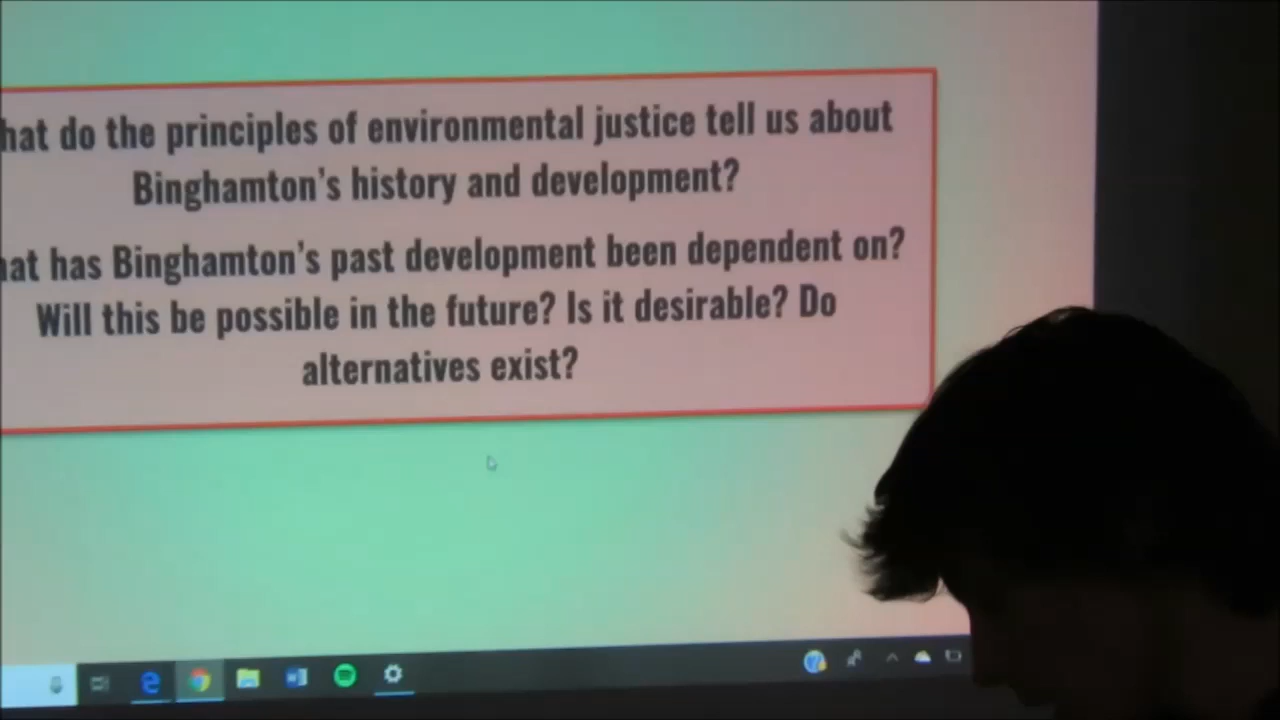 hat do the principles of environmental justice tell us about
Binghamton's history and development?
hat has Binghamton's past development been dependent on?
Will this be possible in the future? Is it desirable? Do
alternatives exist?